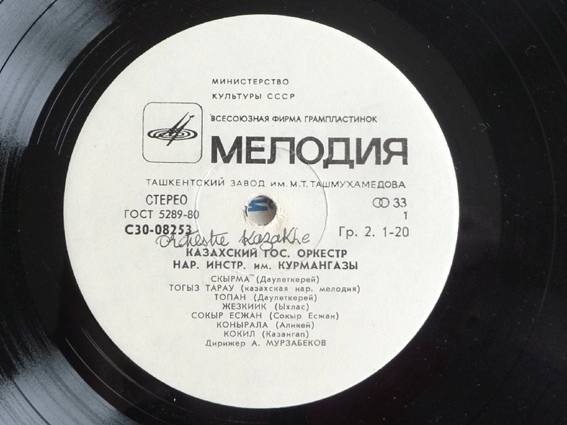 МИНИСТЕРСТВО
КУЛЬТУРЫ СССР
ВСЕСОЮЗНАЯ ФИРМА ГРАМПЛАСТИНОК
МЕЛОДИЯ
ТАШКЕНТСКИЙ ЗАВОД ИМ. М.Т. ТАШМУХАМЕДОВА
СТЕРЕО
33
ГОСТ 5289-80
1
С30-08253
Гр. 2. 1-20
Orchestre Kazakhe
КАЗАХСКИЙ ГОС. ОРКЕСТР
НАР. ИНСТР. им. КУРМАНГАЗЫ
СКЫРМА (Даулеткерей)
ТОГЫЗ ТАРАУ (казахская нар. мелодия)
ТОПАН (Даулеткерей)
ЖЕЗКИИК (Ыхлас)
СОКЫР ЕСЖАН (Сокыр Есжан)
КОНЫРАЛА (Аликей)
КОКИЛ (Казангап)
Дирижер А. МУРЗАБЕКОВ